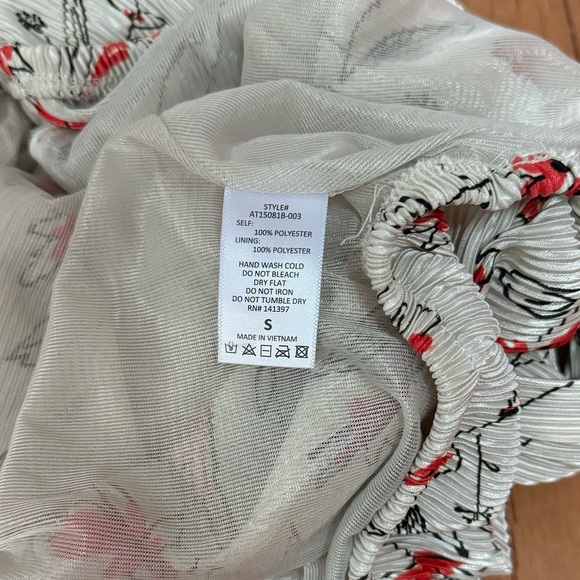 STYLE#
AT15081B-003
SELF:
100% POLYESTER
LINING:
100% POLYESTER
HAND WASH COLD
DO NOT BLEACH
DRY FLAT
DO NOT IRON
DO NOT TUMBLE DRY
RN# 141397
S
MADE IN VIETNAM